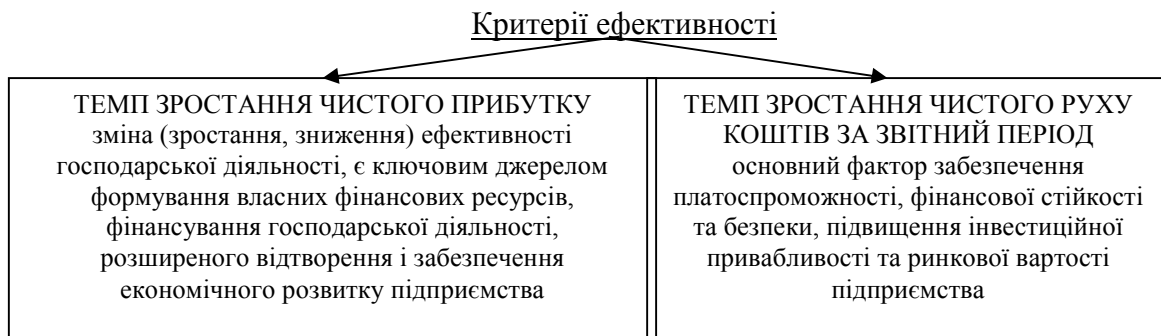 Критерії ефективності
ТЕМП ЗРОСТАННЯ ЧИСТОГО ПРИБУТКУ
зміна (зростання, зниження) ефективності
господарської діяльності, є ключовим джерелом
формування власних фінансових ресурсів,
фінансування господарської діяльності,
розширеного відтворення і забезпечення
економічного розвитку підприємства
ТЕМП ЗРОСТАННЯ ЧИСТОГО РУХУ
КОШТІВ ЗА ЗВІТНИЙ ПЕРІОД
основний фактор забезпечення
платоспроможності, фінансової стійкості
та безпеки, підвищення інвестиційної
привабливості та ринкової вартості
підприємства